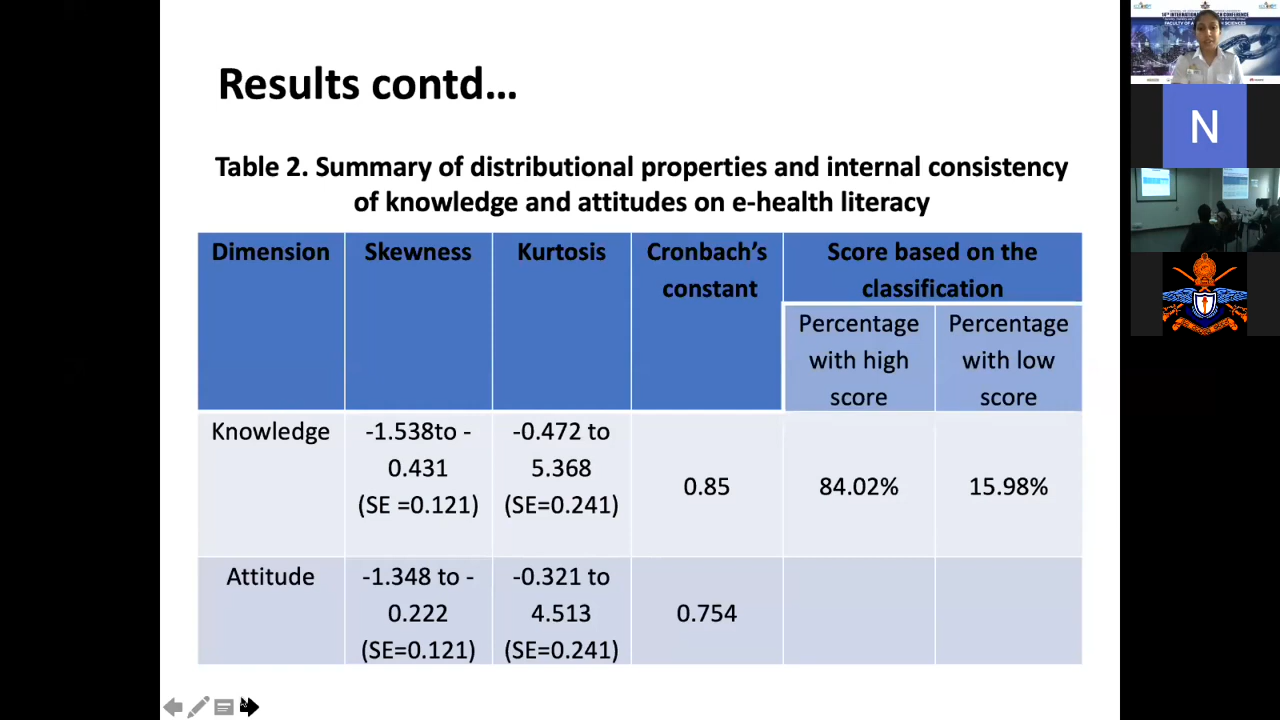 Results contd...
Table 2. Summary of distributional properties and internal consistency
of knowledge and attitudes on e-health literacy
Dimension
Skewness
Kurtosis
Cronbach's
constant
Score based on the
classification
Percentage
with high
score
Percentage
with low
score
Knowledge
-1.538to -
0.431
(SE =0.121)
-0.472 to
5.368
(SE=0.241)
0.85
84.02%
15.98%
Attitude
-1.348 to -
0.222
(SE=0.121)
-0.321 to
4.513
(SE=0.241)
0.754
N